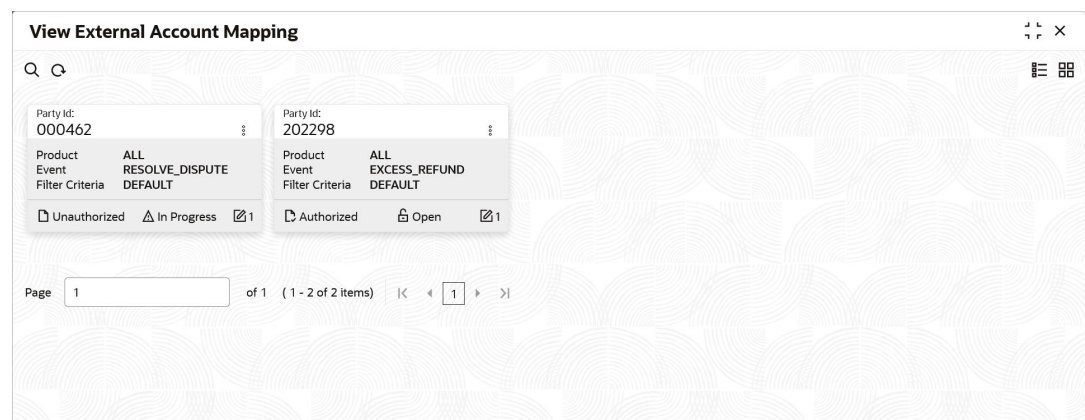 View External Account Mapping
Party Id:
000462
Product ALL
Event RESOLVE_DISPUTE
Filter Criteria DEFAULT
Unauthorized In Progress 1
Party Id:
202298
Product ALL
Event EXCESS_REFUND
Filter Criteria DEFAULT
Authorized Open 1
Page 1 of 1 ( 1 - 2 of 2 items) 1